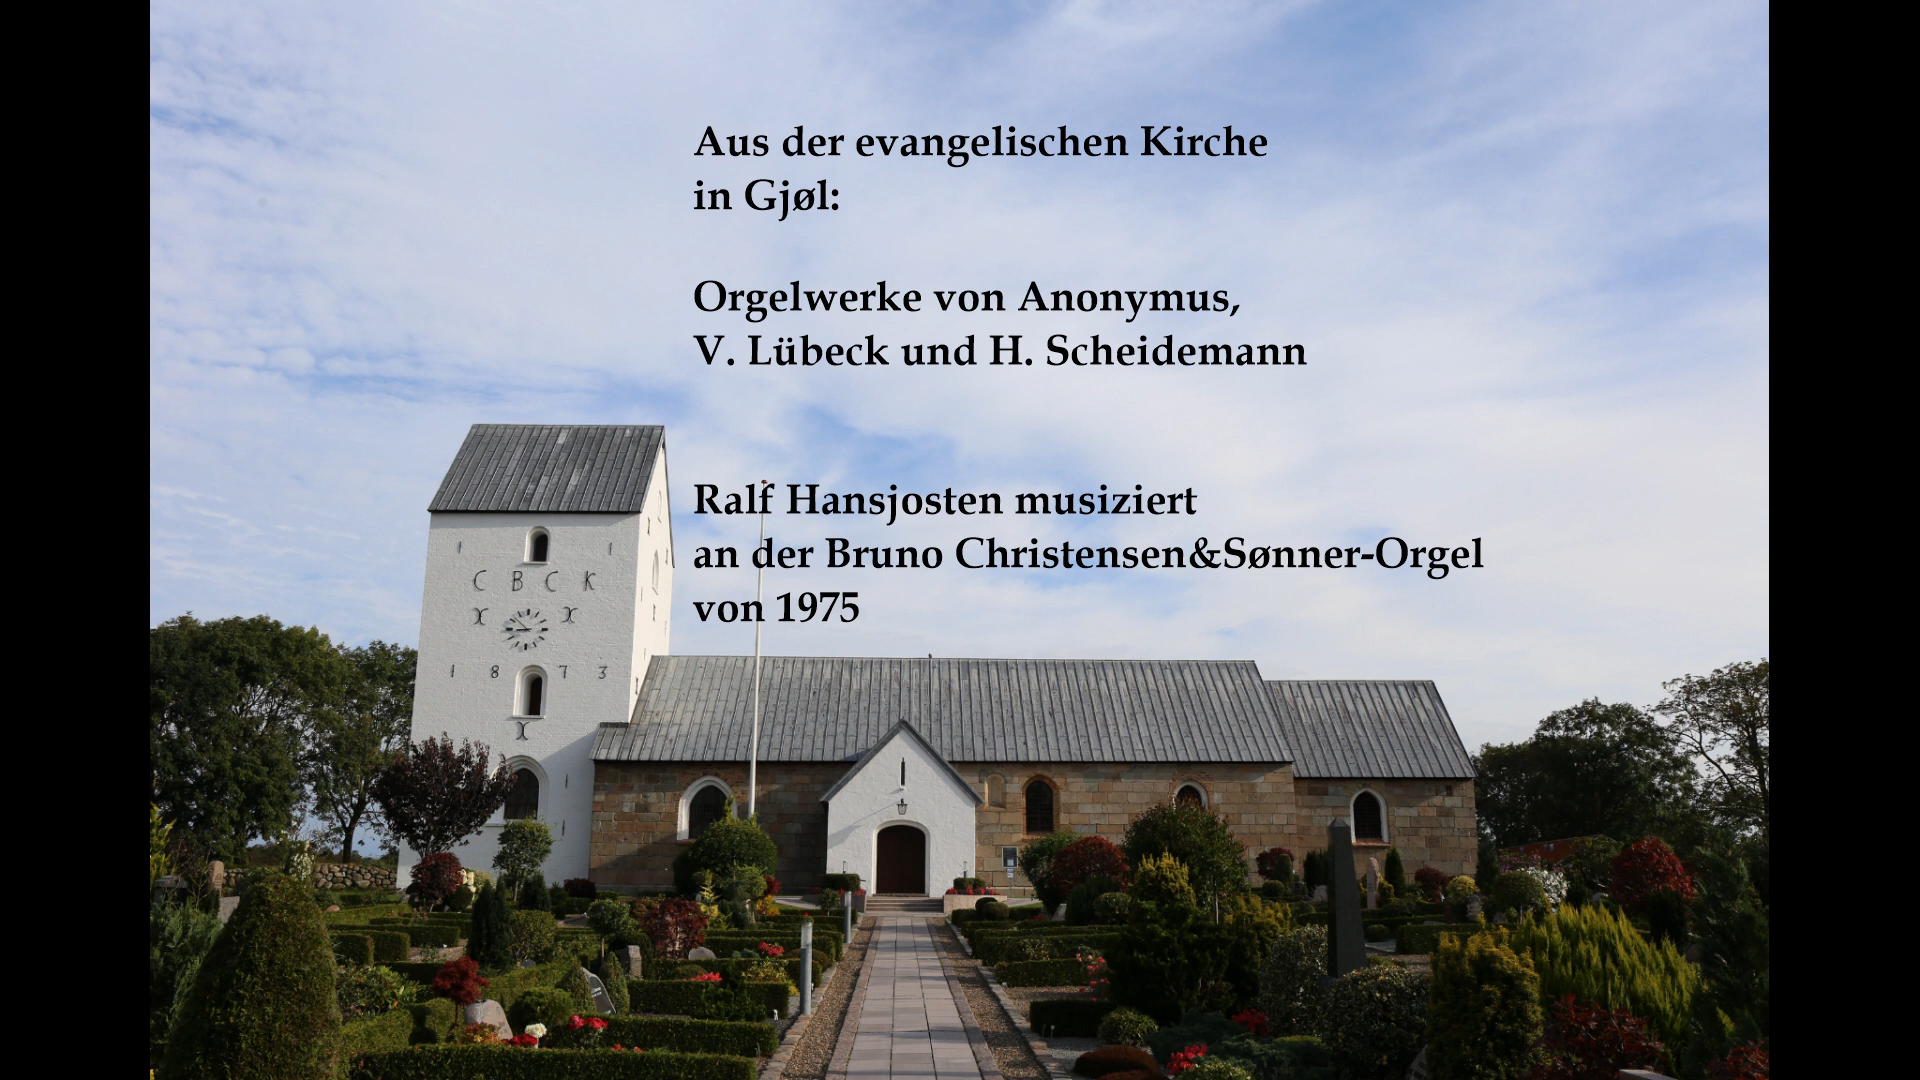 Aus der evangelischen Kirche
in Gjøl:
Orgelwerke von Anonymus,
V. Lübeck und H. Scheidemann
Ralf Hansjosten musiziert
an der Bruno Christensen&Sønner-Orgel
von 1975
C B C K
1 8 7 3